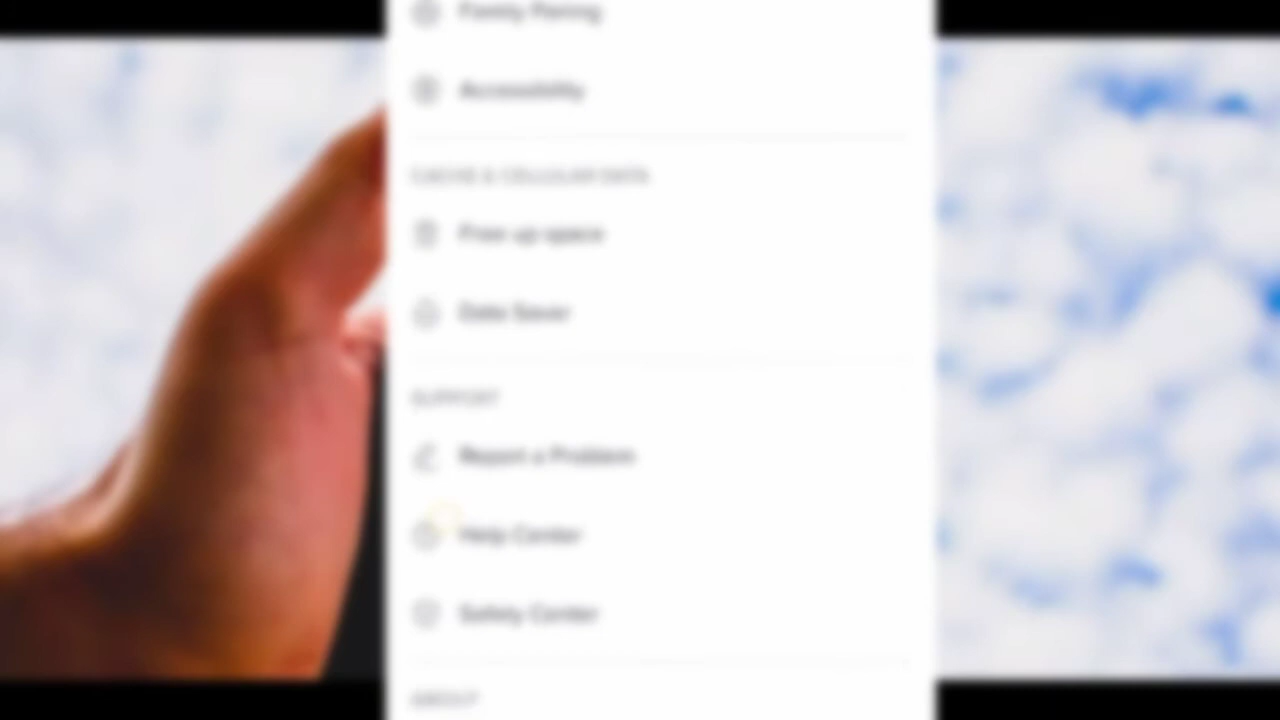 Family Pairing
Accessibility
CACHE & CELLULAR DATA
Free up space
Data Saver
SUPPORT
Report a Problem
Help Center
Safety Center
ABOUT